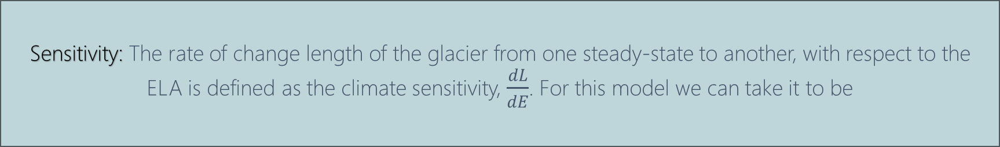 Sensitivity: The rate of change length of the glacier from one steady-state to another, with respect to the
ELA is defined as the climate sensitivity, dL/dE. For this model we can take it to be